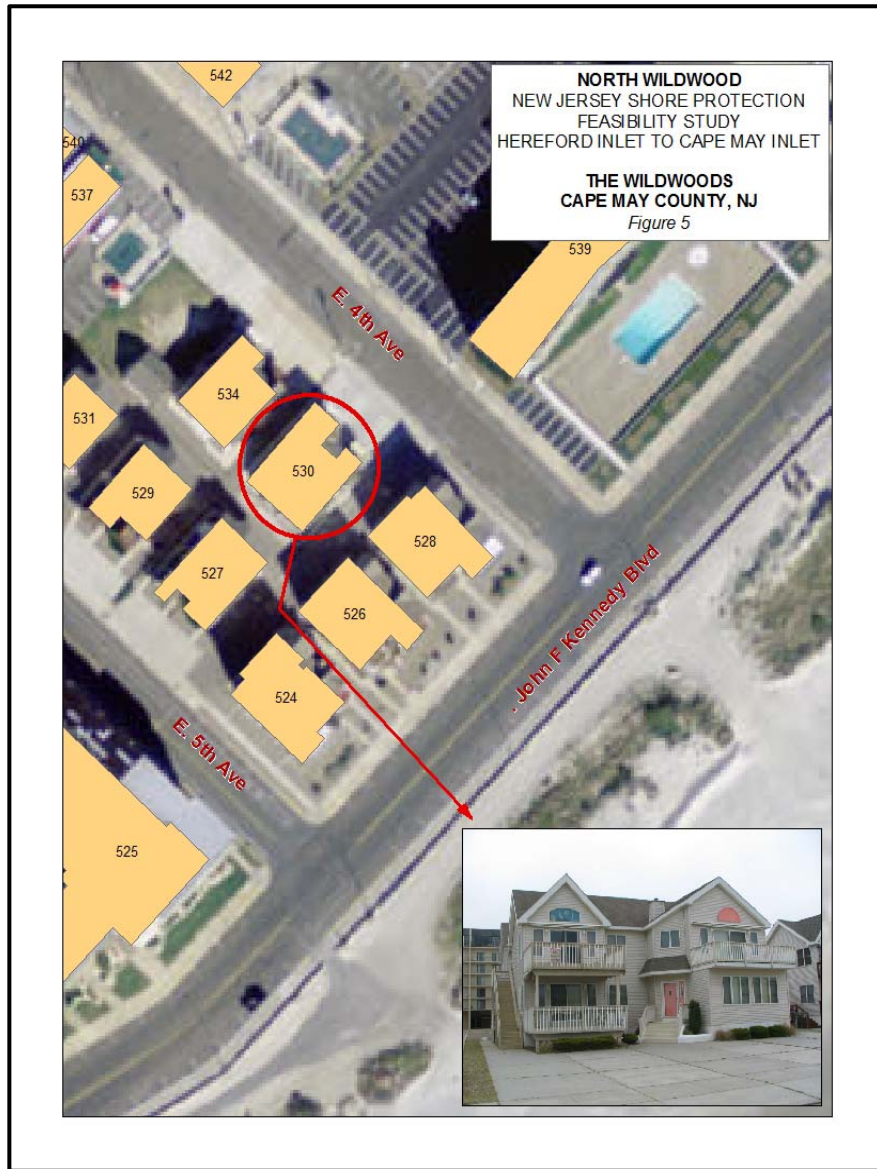 542
NORTH WILDWOOD
NEW JERSEY SHORE PROTECTION
FEASIBILITY STUDY
HEREFORD INLET TO CAPE MAY INLET
THE WILDWOODS
CAPE MAY COUNTY, NJ
Figure 5
540
537
539
E. 4th Ave
534
531
530
529
528
527
526
. John F Kennedy Blvd
524
E. 5th Ave
525